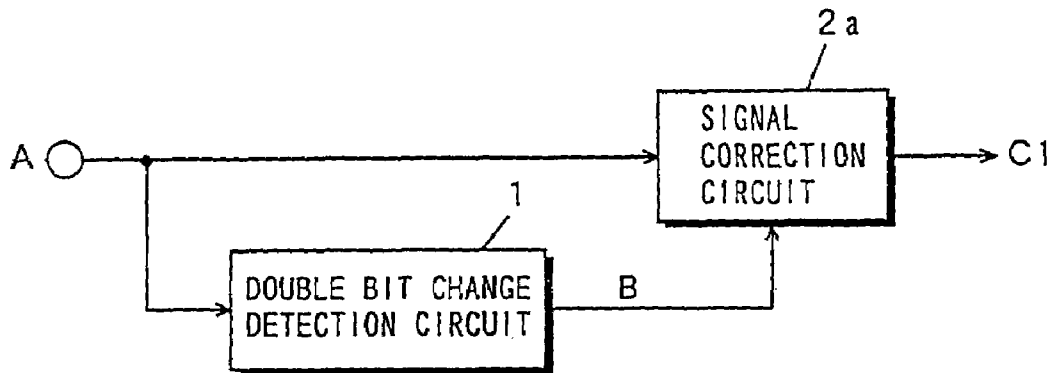 2a
SIGNAL
CORRECTION
CIRCUIT
A
C1
1
DOUBLE BIT CHANGE
DETECTION CIRCUIT
B